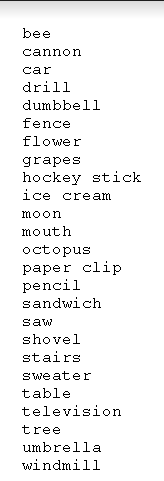 bee
cannon
car
drill
dumbbell
fence
flower
grapes
hockey stick
ice cream
moon
mouth
octopus
paper clip
pencil
sandwich
saw
shovel
stairs
sweater
table
television
tree
umbrella
windmill